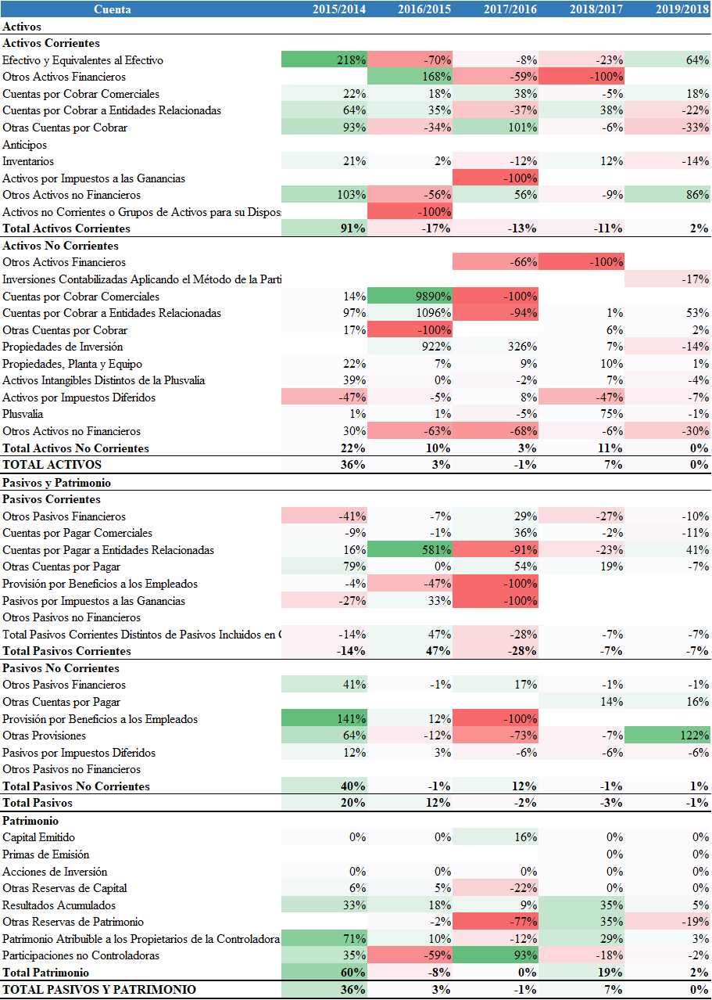 Cuenta 2015/2014 2016/2015 2017/2016 2018/2017 2019/2018
Activos
Activos Corrientes
Efectivo y Equivalentes al Efectivo 218% -70% -8% -23% 64%
Otros Activos Financieros 168% -59% -100%
Cuentas por Cobrar Comerciales 22% 18% 38% -5% 18%
Cuentas por Cobrar a Entidades Relacionadas 64% 35% -37% 38% -22%
Otras Cuentas por Cobrar 93% -34% 101% -6% -33%
Anticipos
Inventarios 21% 2% -12% 12% -14%
Activos por Impuestos a las Ganancias -100%
Otros Activos no Financieros 103% -56% 56% -9% 86%
Activos no Corrientes o Grupos de Activos para su Dispos -100%
Total Activos Corrientes 91% -17% -13% -11% 2%
Activos No Corrientes
Otros Activos Financieros -66% -100%
Inversiones Contabilizadas Aplicando el Método de la Parti -17%
Cuentas por Cobrar Comerciales 14% 9890% -100%
Cuentas por Cobrar a Entidades Relacionadas 97% 1096% -94% 1% 53%
Otras Cuentas por Cobrar 17% -100% 6% 2%
Propiedades de Inversión 922% 326% 7% -14%
Propiedades, Planta y Equipo 22% 7% 9% 10% 1%
Activos Intangibles Distintos de la Plusvalía 39% 0% -2% 7% -4%
Activos por Impuestos Diferidos -47% -5% 8% -47% -7%
Plusvalía 1% 1% -5% 75% -1%
Otros Activos no Financieros 30% -63% -68% -6% -30%
Total Activos No Corrientes 22% 10% 3% 11% 0%
TOTAL ACTIVOS 36% 3% -1% 7% 0%
Pasivos y Patrimonio
Pasivos Corrientes
Otros Pasivos Financieros -41% -7% 29% -27% -10%
Cuentas por Pagar Comerciales -9% -1% 36% -2% -11%
Cuentas por Pagar a Entidades Relacionadas 16% 581% -91% -23% 41%
Otras Cuentas por Pagar 79% 0% 54% 19% -7%
Provisión por Beneficios a los Empleados -4% -47% -100%
Pasivos por Impuestos a las Ganancias -27% 33% -100%
Otros Pasivos no Financieros
Total Pasivos Corrientes Distintos de Pasivos Incluidos en -14% 47% -28% -7% -7%
Total Pasivos Corrientes -14% 47% -28% -7% -7%
Pasivos No Corrientes
Otros Pasivos Financieros 41% -1% 17% -1% -1%
Otras Cuentas por Pagar 14% 16%
Provisión por Beneficios a los Empleados 141% 12% -100%
Otras Provisiones 64% -12% -73% -7% 122%
Pasivos por Impuestos Diferidos 12% 3% -6% -6% -6%
Otros Pasivos no Financieros
Total Pasivos No Corrientes 40% -1% 12% -1% 1%
Total Pasivos 20% 12% -2% -3% -1%
Patrimonio
Capital Emitido 0% 0% 16% 0% 0%
Primas de Emisión 0% 0%
Acciones de Inversión 0% 0% 0% 0% 0%
Otras Reservas de Capital 6% 5% -22% 0% 0%
Resultados Acumulados 33% 18% 9% 35% 5%
Otras Reservas de Patrimonio -2% -77% 35% -19%
Patrimonio Atribuible a los Propietarios de la Controladora 71% 10% -12% 29% 3%
Participaciones no Controladoras 35% -59% 93% -18% -2%
Total Patrimonio 60% -8% 0% 19% 2%
TOTAL PASIVOS Y PATRIMONIO 36% 3% -1% 7% 0%